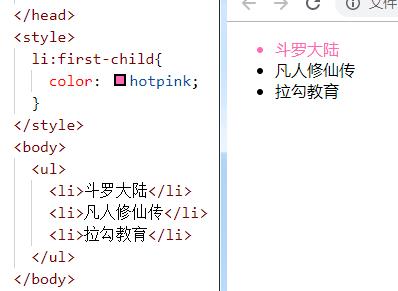 </head>
<style>
li:first-child{
color: hotpink;
}
</style>
<body>
<ul>
<li>斗罗大陆</li>
<li>凡人修仙传</li>
<li>拉勾教育</li>
</ul>
</body>
文件
斗罗大陆
凡人修仙传
拉勾教育